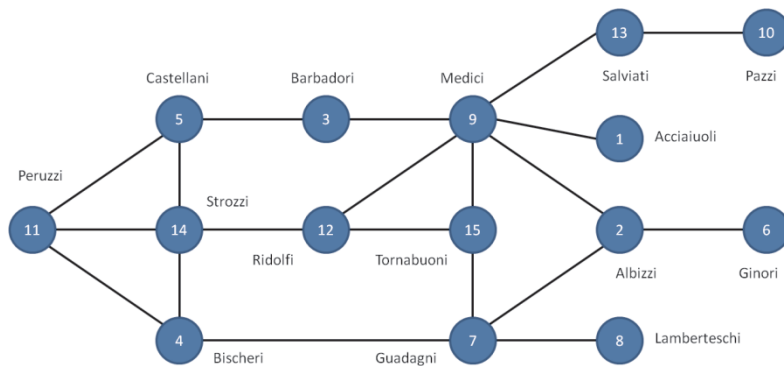 13
10
Castellani
Barbadori
Medici
Salviati
Pazzi
5
3
9
1
Acciaiuoli
Peruzzi
Strozzi
11
14
12
15
2
6
Ridolfi
Tornabuoni
Albizzi
Ginori
4
7
8
Lamberteschi
Bischeri
Guadagni